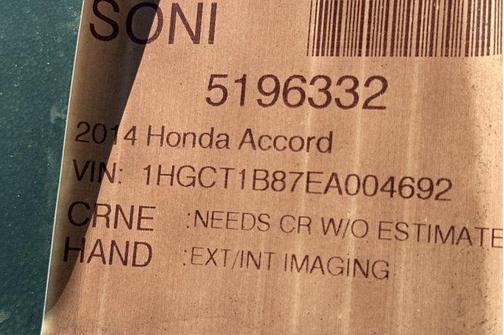 SONI
5196332
2014 Honda Accord
VIN: 1HGCT1B87EA004692
CRNE :NEEDS CR W/O ESTIMATE
HAND :EXT/INT IMAGING